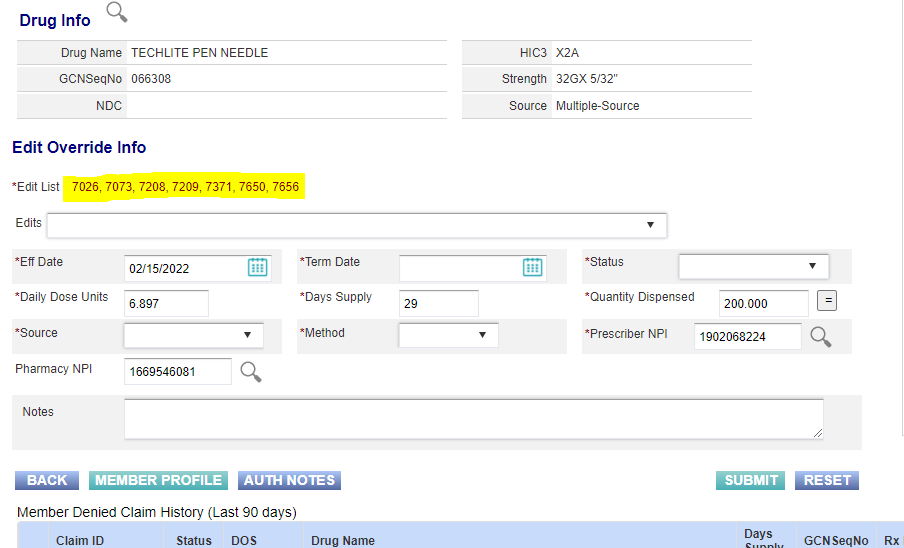 Drug Info
Drug Name TECHLITE PEN NEEDLE HIC3 X2A
GCNSeqNo 066308 Strength 32GX 5/32"
NDC Source Multiple-Source
Edit Override Info
*Edit List 7026, 7073, 7208, 7209, 7371, 7650, 7656
Edits
*Eff Date 02/15/2022 *Term Date *Status
*Daily Dose Units 6.897 *Days Supply 29 *Quantity Dispensed 200.000 =
*Source *Method *Prescriber NPI 1902068224
Pharmacy NPI 1669546081
Notes
BACK MEMBER PROFILE AUTH NOTES SUBMIT RESET
Member Denied Claim History (Last 90 days)
Claim ID Status DOS Drug Name Days Supply GCNSeqNo Rx